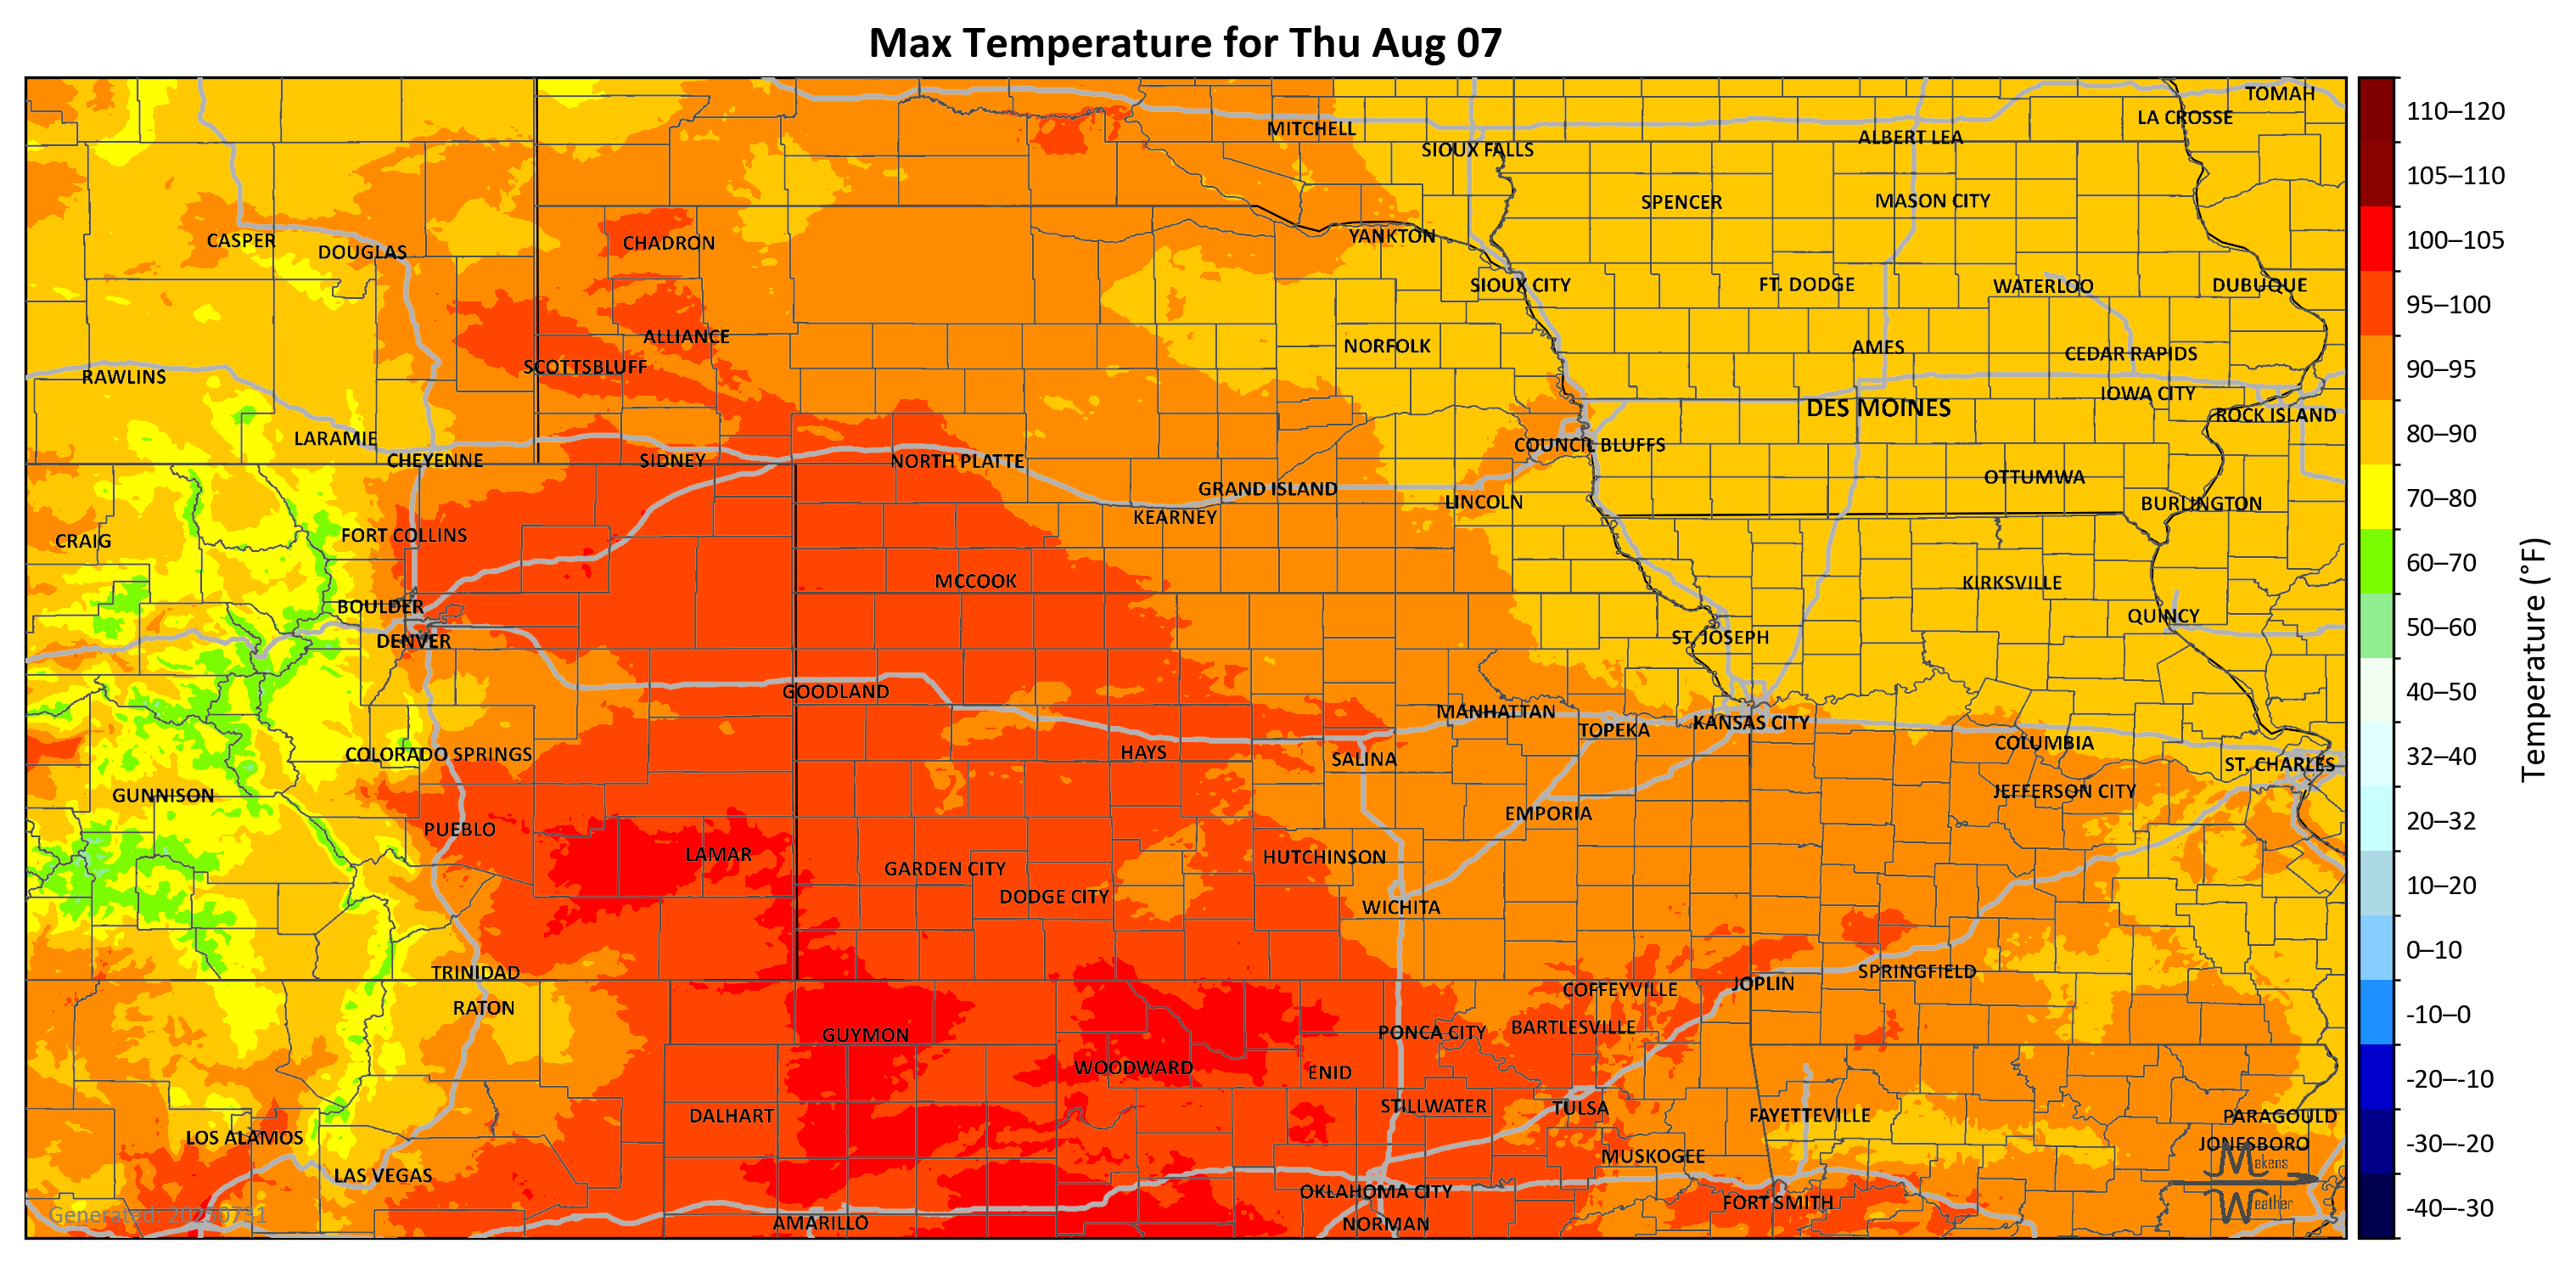 Max Temperature for Thu Aug 07
TOMAH
LA CROSSE
MITCHELL
ALBERT LEA
SIOUX FALLS
SPENCER
MASON CITY
CASPER
DOUGLAS
CHADRON
YANKTON
SIOUX CITY
FT. DODGE
WATERLOO
DUBUQUE
ALLIANCE
NORFOLK
AMES
CEDAR RAPIDS
SCOTTSBLUFF
RAWLINS
IOWA CITY
DES MOINES
ROCK ISLAND
LARAMIE
COUNCIL BLUFFS
CHEYENNE
SIDNEY
NORTH PLATTE
OTTUMWA
GRAND ISLAND
LINCOLN
BURLINGTON
KEARNEY
FORT COLLINS
CRAIG
MCCOOK
KIRKSVILLE
BOULDER
QUINCY
DENVER
ST. JOSEPH
GOODLAND
MANHATTAN
TOPEKA
KANSAS CITY
COLUMBIA
COLORADO SPRINGS
HAYS
SALINA
ST. CHARLES
GUNNISON
JEFFERSON CITY
EMPORIA
PUEBLO
LAMAR
HUTCHINSON
GARDEN CITY
DODGE CITY
WICHITA
TRINIDAD
SPRINGFIELD
JOPLIN
COFFEYVILLE
RATON
GUYMON
PONCA CITY
BARTLESVILLE
WOODWARD
ENID
DALHART
STILLWATER
TULSA
FAYETTEVILLE
PARAGOULD
LOS ALAMOS
JONESBORO
MUSKOGEE
LAS VEGAS
OKLAHOMA CITY
FORT SMITH
AMARILLO
NORMAN
Generated: 20250731
Makens
Weather
110–120
105–110
100–105
95–100
90–95
80–90
70–80
60–70
50–60
40–50
32–40
20–32
10–20
0–10
-10–0
-20–-10
-30–-20
-40–-30
Temperature (°F)